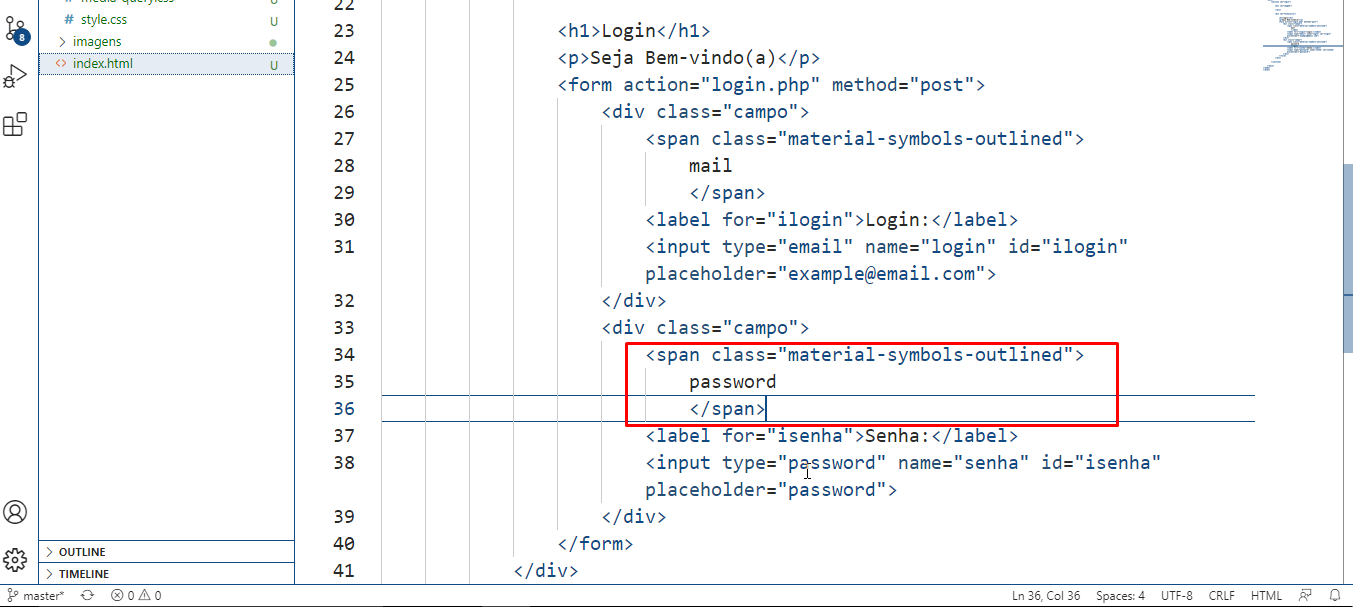 media-query.css U
# style.css U
8
> imagens
<> index.html U
22
23 <h1>Login</h1>
24 <p>Seja Bem-vindo(a)</p>
25 <form action="login.php" method="post">
26 <div class="campo">
27 <span class="material-symbols-outlined">
28 mail
29 </span>
30 <label for="ilogin">Login:</label>
31 <input type="email" name="login" id="ilogin"
placeholder="example@email.com">
32 </div>
33 <div class="campo">
34 <span class="material-symbols-outlined">
35 password
36 </span>
37 <label for="isenha">Senha:</label>
38 <input type="password" name="senha" id="isenha"
placeholder="password">
39 </div>
40 </form>
41 </div>
> OUTLINE
> TIMELINE
master* 0 0 Ln 36, Col 36 Spaces: 4 UTF-8 CRLF HTML